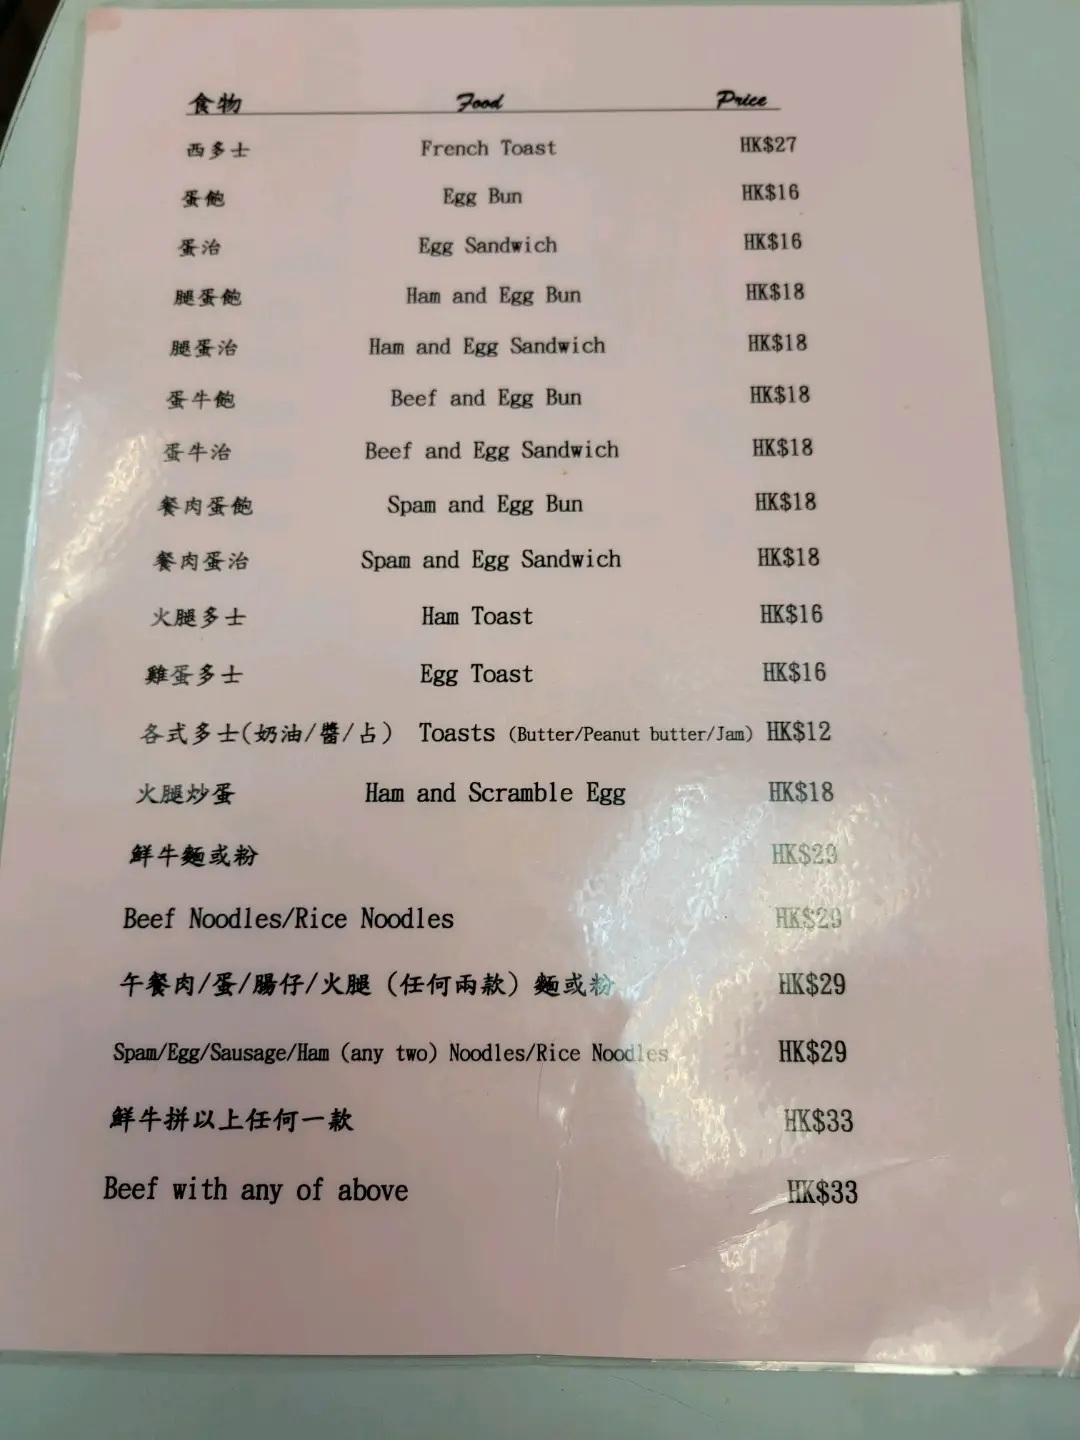 食物 Food Price
西多士 French Toast HK$27
蛋飽 Egg Bun HK$16
蛋治 Egg Sandwich HK$16
腿蛋飽 Ham and Egg Bun HK$18
腿蛋治 Ham and Egg Sandwich HK$18
蛋牛飽 Beef and Egg Bun HK$18
蛋牛治 Beef and Egg Sandwich HK$18
餐肉蛋飽 Spam and Egg Bun HK$18
餐肉蛋治 Spam and Egg Sandwich HK$18
火腿多士 Ham Toast HK$16
雞蛋多士 Egg Toast HK$16
各式多士(奶油/醬/占) Toasts (Butter/Peanut butter/Jam) HK$12
火腿炒蛋 Ham and Scramble Egg HK$18
鮮牛麵或粉 HK$29
Beef Noodles/Rice Noodles HK$29
午餐肉/蛋/腸仔/火腿 (任何兩款) 麵或粉 HK$29
Spam/Egg/Sausage/Ham (any two) Noodles/Rice Noodles HK$29
鮮牛拼以上任何一款 HK$33
Beef with any of above HK$33